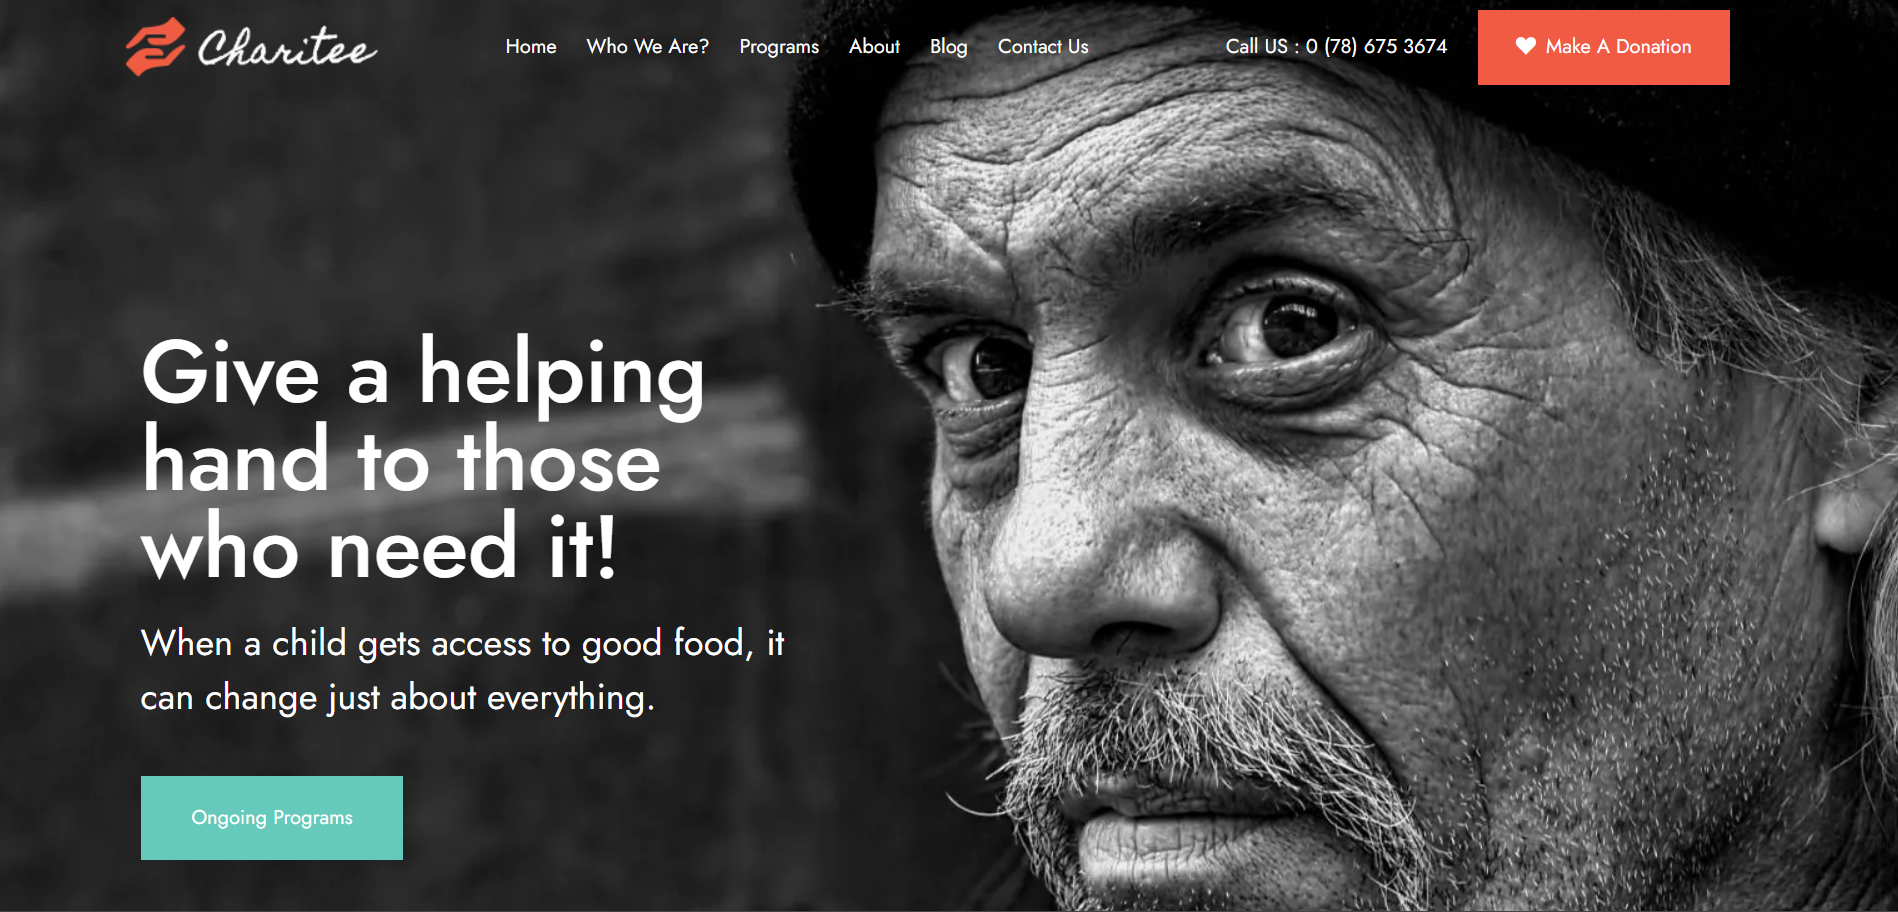 Charitee
Home Who We Are? Programs About Blog Contact Us Call US : 0 (78) 675 3674 Make A Donation
Give a helping
hand to those
who need it!
When a child gets access to good food, it
can change just about everything.
Ongoing Programs